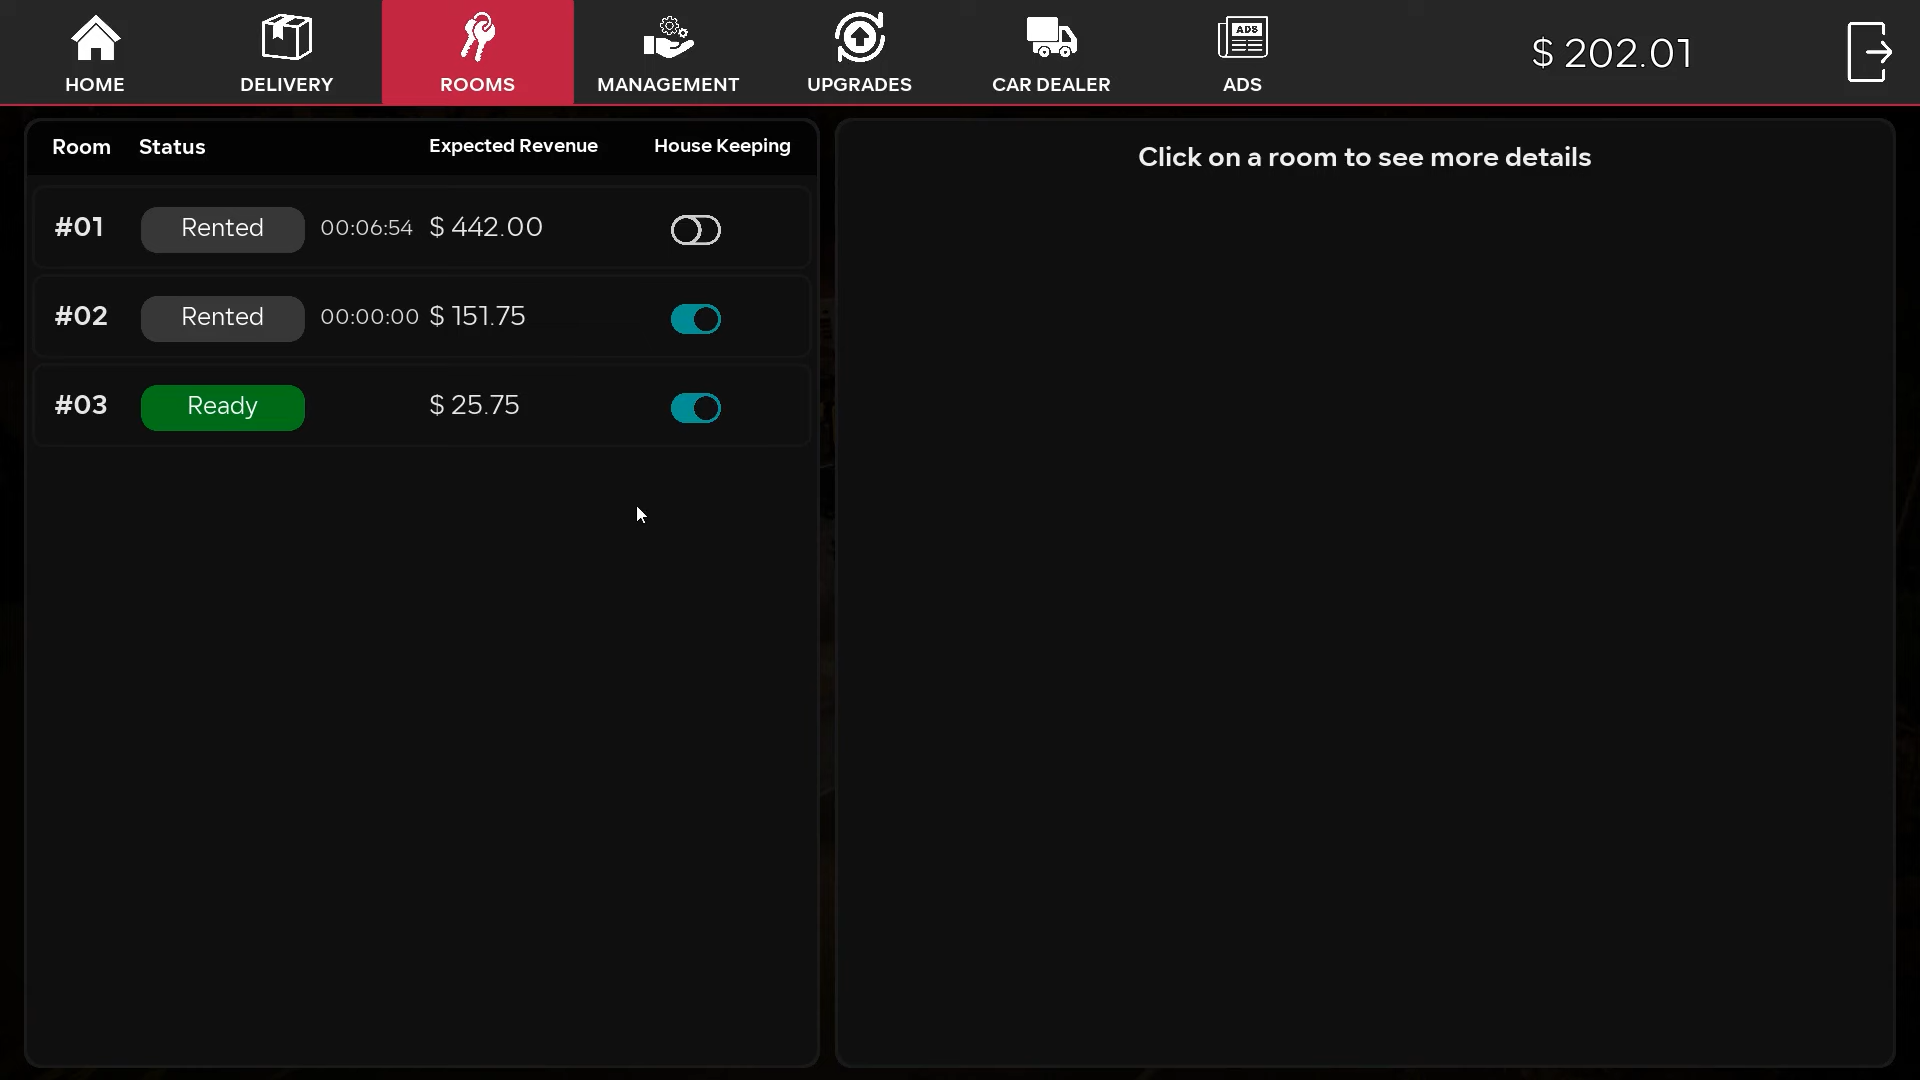 HOME
DELIVERY
ROOMS
MANAGEMENT
UPGRADES
CAR DEALER
ADS
ADS
$ 202.01
Room Status Expected Revenue House Keeping
#01 Rented 00:06:54 $ 442.00
#02 Rented 00:00:00 $ 151.75
#03 Ready $ 25.75
Click on a room to see more details